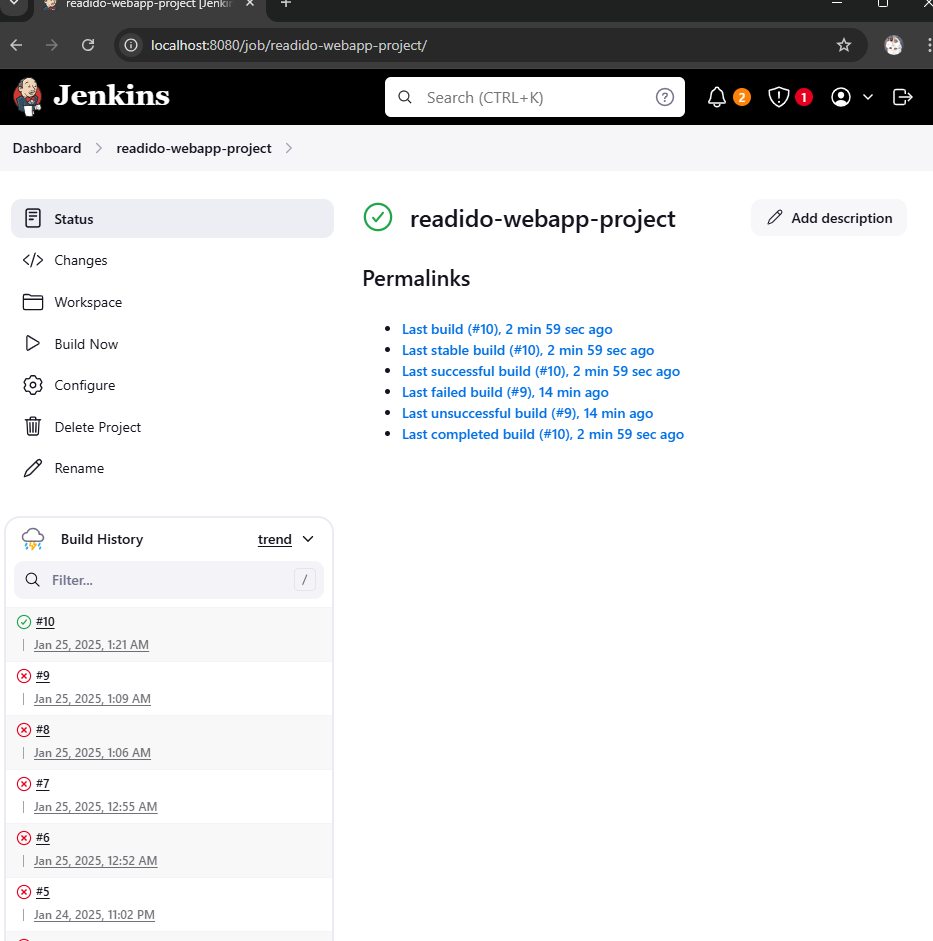 readido-webapp-project [Jenki
localhost:8080/job/readido-webapp-project/
Jenkins
Search (CTRL+K)
?
2
1
Dashboard
readido-webapp-project
Status
Changes
Workspace
Build Now
Configure
Delete Project
Rename
readido-webapp-project
Add description
Permalinks
Last build (#10), 2 min 59 sec ago
Last stable build (#10), 2 min 59 sec ago
Last successful build (#10), 2 min 59 sec ago
Last failed build (#9), 14 min ago
Last unsuccessful build (#9), 14 min ago
Last completed build (#10), 2 min 59 sec ago
Build History
trend
Filter...
/
#10
Jan 25, 2025, 1:21 AM
#9
Jan 25, 2025, 1:09 AM
#8
Jan 25, 2025, 1:06 AM
#7
Jan 25, 2025, 12:55 AM
#6
Jan 25, 2025, 12:52 AM
#5
Jan 24, 2025, 11:02 PM